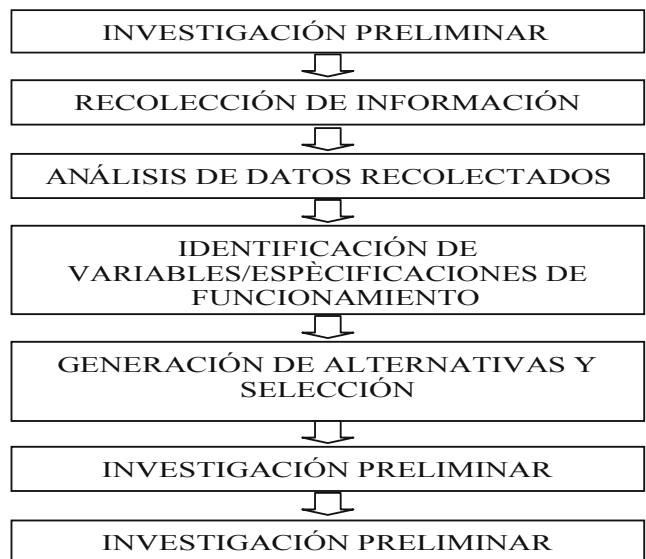 INVESTIGACIÓN PRELIMINAR
RECOLECCIÓN DE INFORMACIÓN
ANÁLISIS DE DATOS RECOLECTADOS
IDENTIFICACIÓN DE
VARIABLES/ESPÈCIFICACIONES DE
FUNCIONAMIENTO
GENERACIÓN DE ALTERNATIVAS Y
SELECCIÓN
INVESTIGACIÓN PRELIMINAR
INVESTIGACIÓN PRELIMINAR